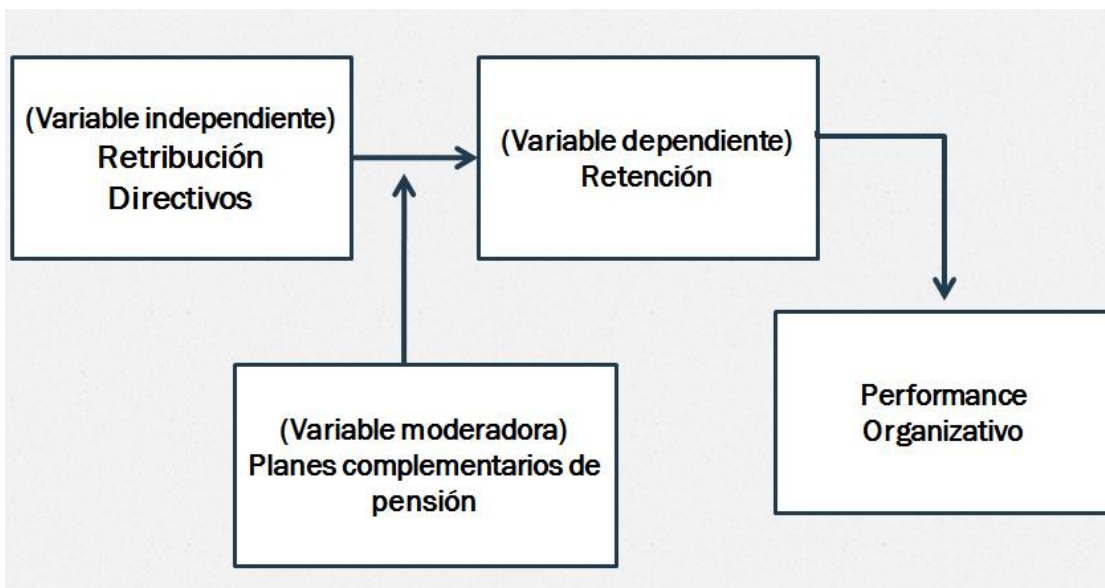 (Variable independiente)
Retribución
Directivos
(Variable dependiente)
Retención
(Variable moderadora)
Planes complementarios de
pensión
Performance
Organizativo